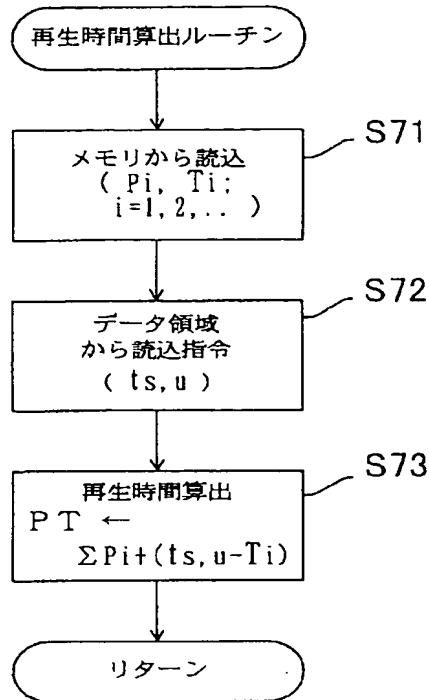 再生時間算出ルーチン
S71
メモリから読込
( Pi, Ti;
i=1,2,.. )
S72
データ領域
から読込指令
( ts,u )
S73
再生時間算出
PT ←
ΣPi+(ts,u-Ti)
リターン